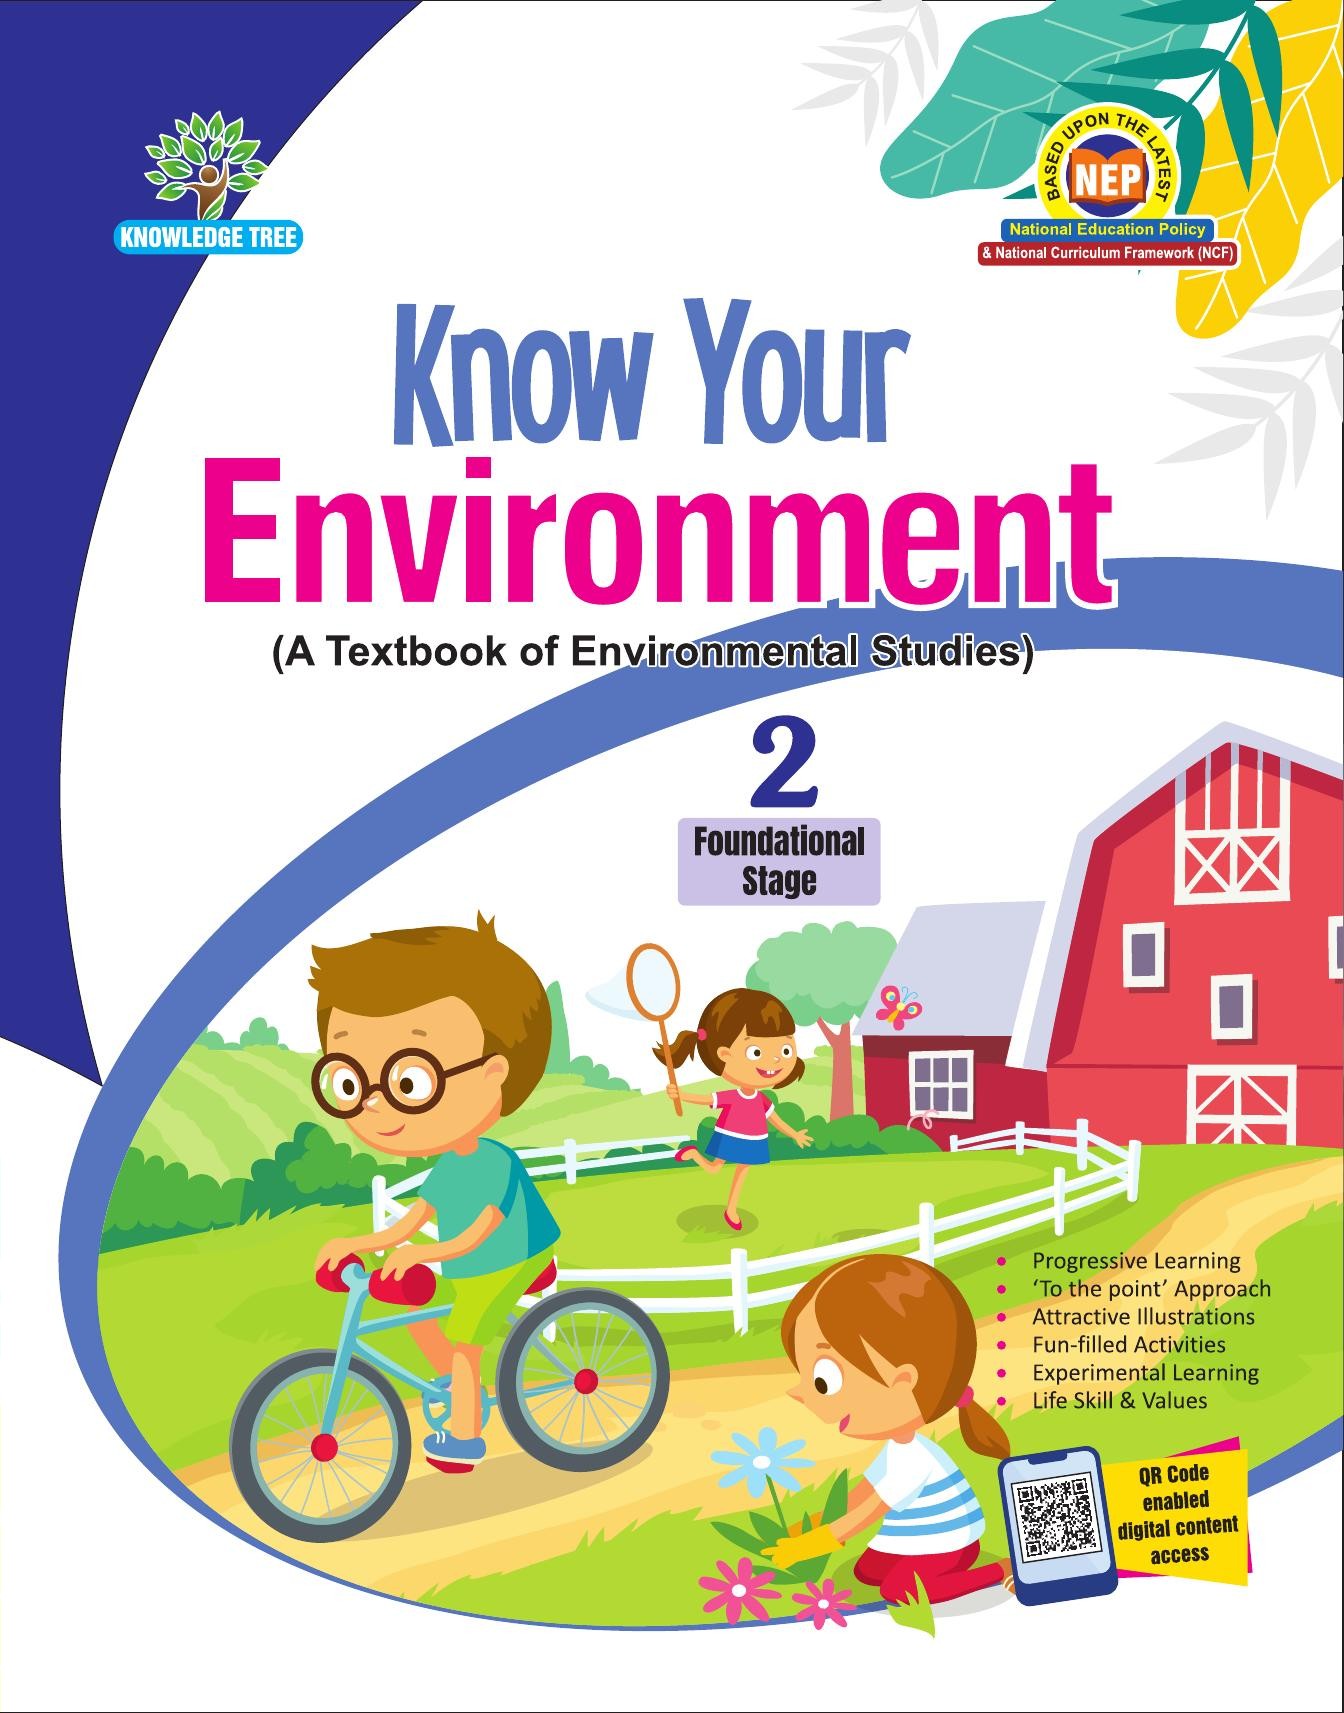 KNOWLEDGE TREE
BASED UPON THE LATEST
NEP
National Education Policy
& National Curriculum Framework (NCF)
Know Your
Environment
(A Textbook of Environmental Studies)
2
Foundational
Stage
• Progressive Learning
• ‘To the point’ Approach
• Attractive Illustrations
• Fun-filled Activities
• Experimental Learning
• Life Skill & Values
QR Code
enabled
digital content
access